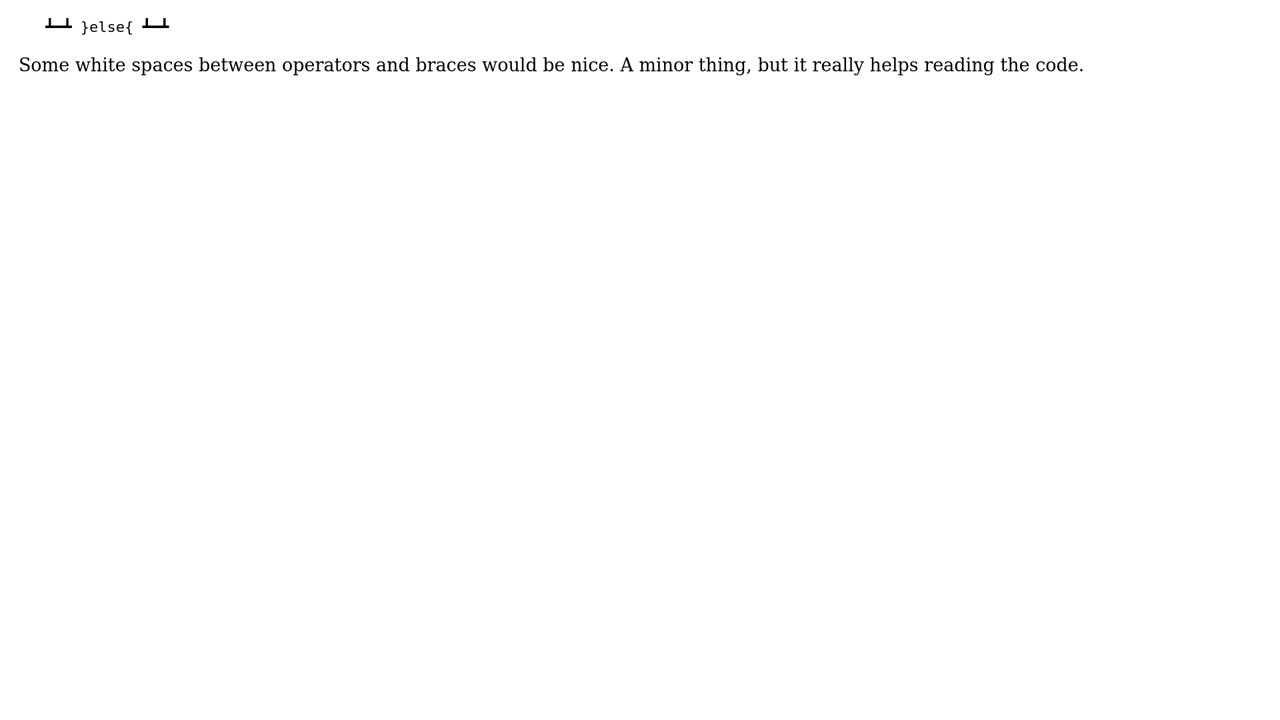 ┻━┻ }else{ ┻━┻
Some white spaces between operators and braces would be nice. A minor thing, but it really helps reading the code.